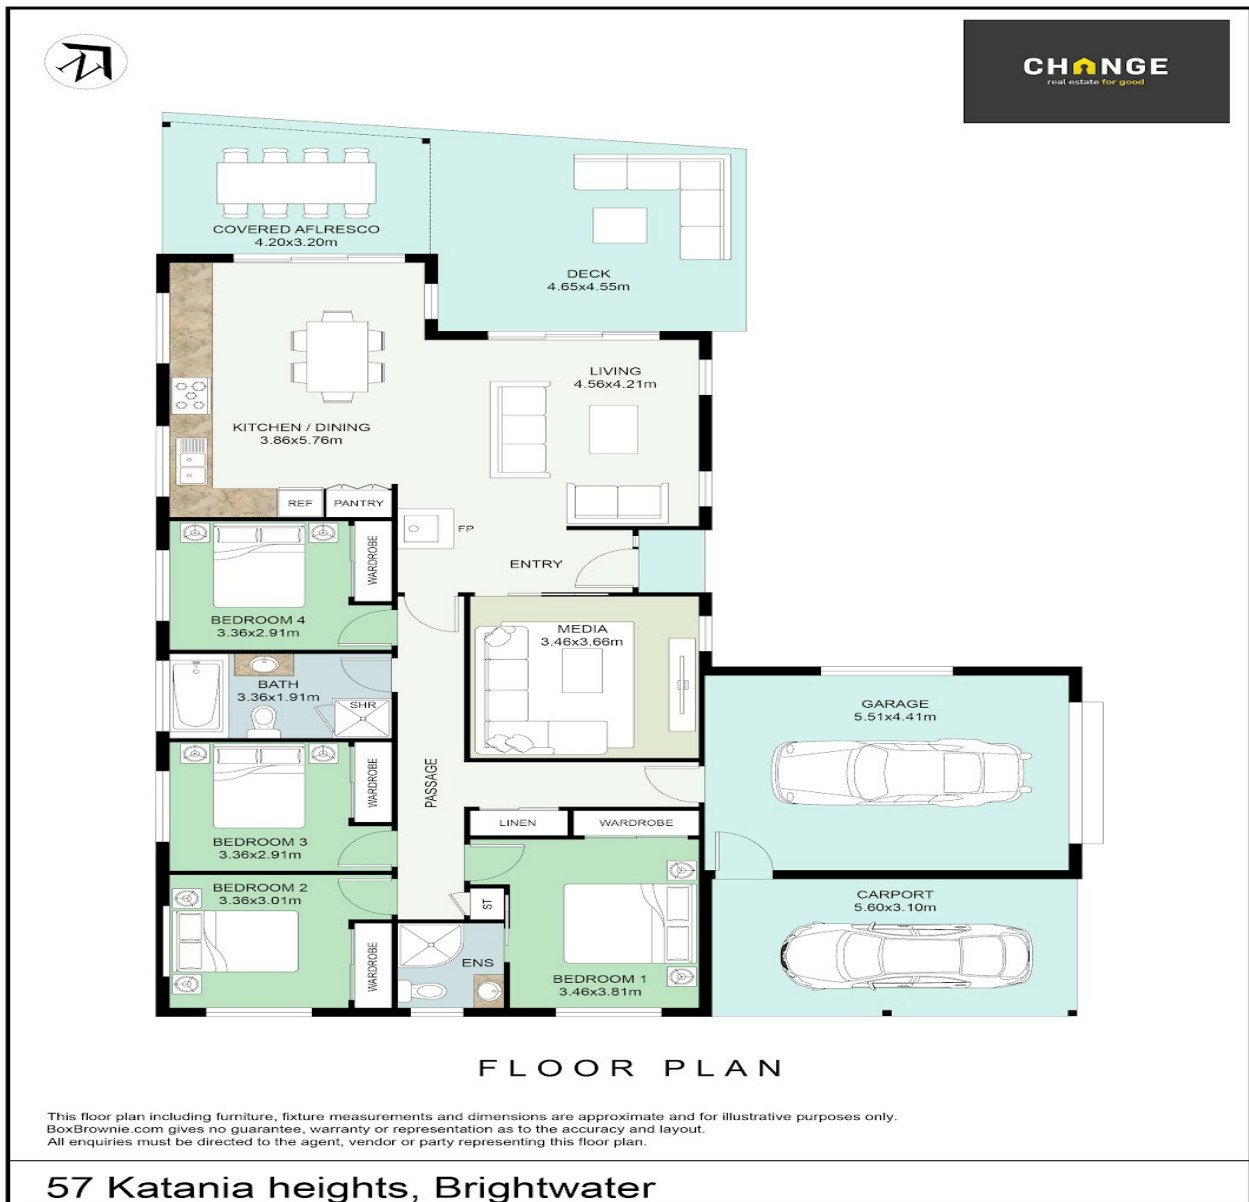 N
CHANGE
real estate for good
COVERED AFLRESCO
4.20x3.20m
DECK
4.65x4.55m
LIVING
4.56x4.21m
KITCHEN / DINING
3.86x5.76m
REF
PANTRY
FP
WARDROBE
ENTRY
BEDROOM 4
3.36x2.91m
MEDIA
3.46x3.66m
BATH
3.36x1.91m
SHR
GARAGE
5.51x4.41m
PASSAGE
WARDROBE
LINEN
WARDROBE
BEDROOM 3
3.36x2.91m
BEDROOM 2
3.36x3.01m
ST
CARPORT
5.60x3.10m
WARDROBE
ENS
BEDROOM 1
3.46x3.81m
FLOOR PLAN
This floor plan including furniture, fixture measurements and dimensions are approximate and for illustrative purposes only.
BoxBrownie.com gives no guarantee, warranty or representation as to the accuracy and layout.
All enquiries must be directed to the agent, vendor or party representing this floor plan.
57 Katania heights, Brightwater